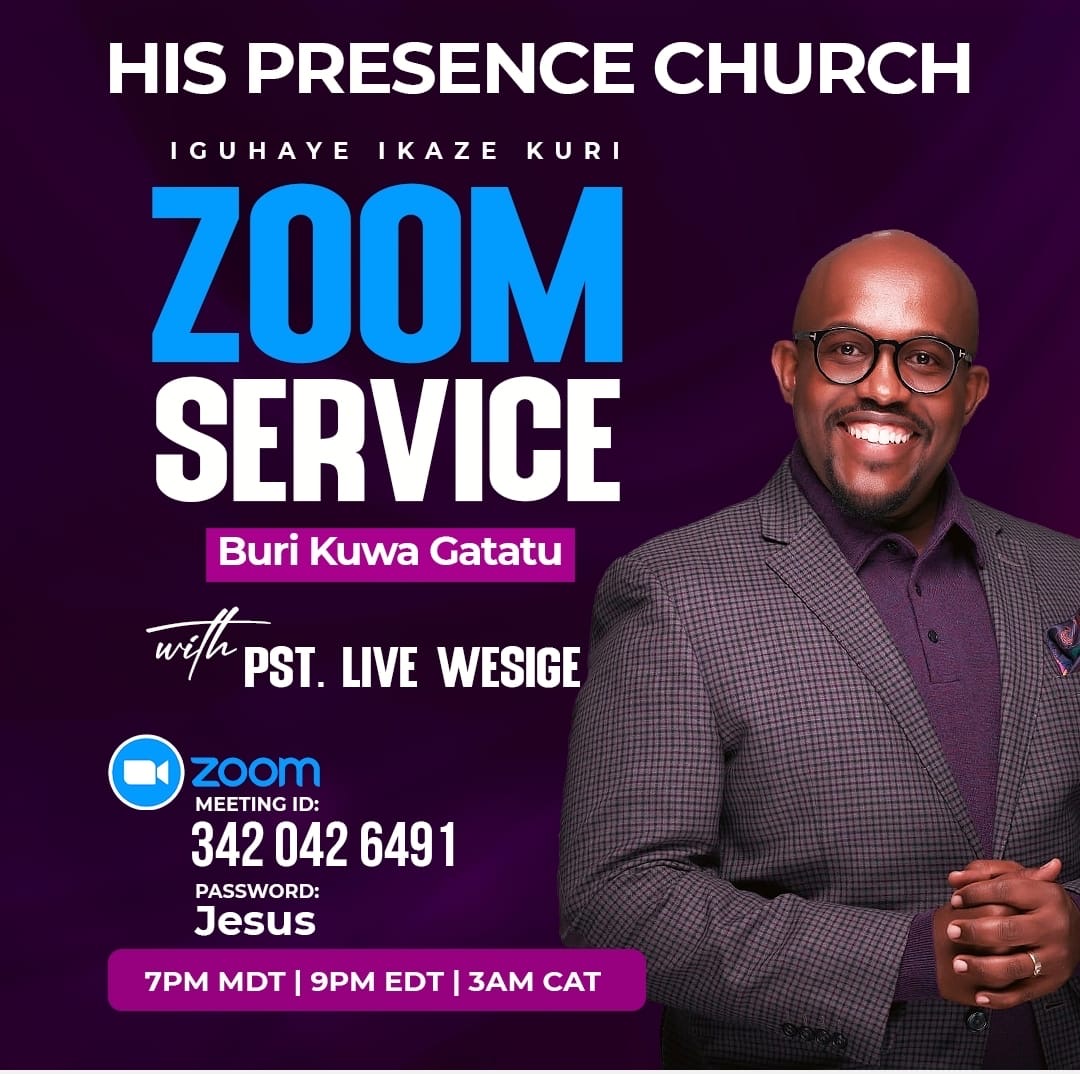 HIS PRESENCE CHURCH
IGUHAYE IKAZE KURI
ZOOM
SERVICE
Buri Kuwa Gatatu
with PST. LIVE WESIGE
zoom
MEETING ID:
342 042 6491
PASSWORD:
Jesus
7PM MDT | 9PM EDT | 3AM CAT